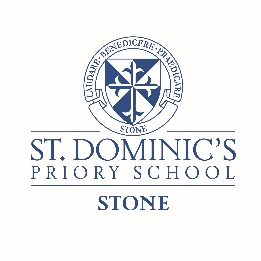 LAUDARE · BENEDICERE · PRAEDICARE
STONE
ST. DOMINIC'S
PRIORY SCHOOL
STONE